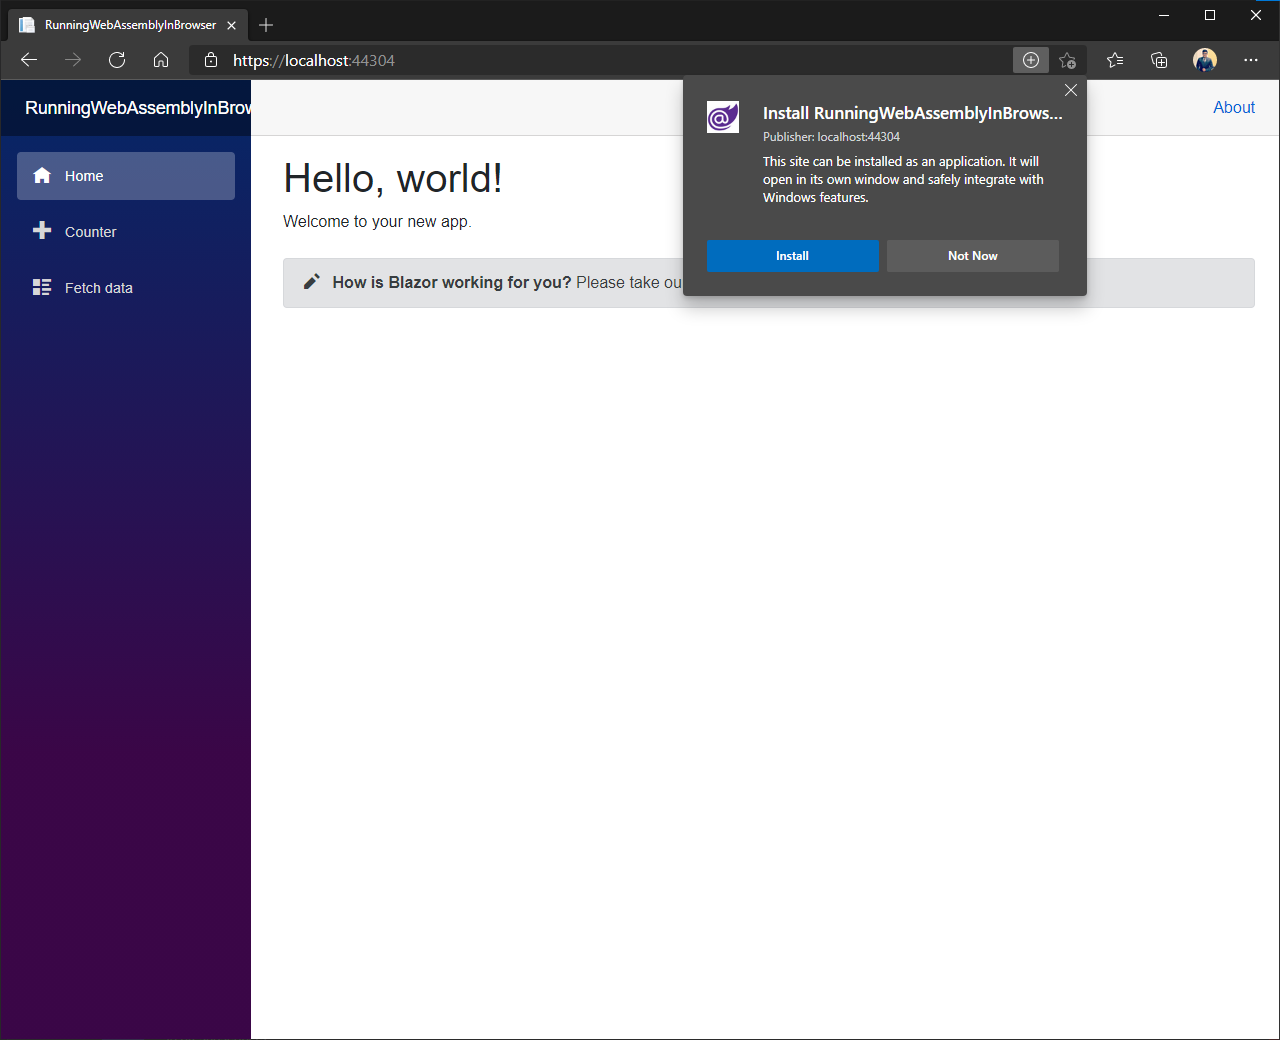 RunningWebAssemblyInBrowser
https://localhost:44304
RunningWebAssemblyInBrow
About
Install RunningWebAssemblyInBrows...
Publisher: localhost:44304
This site can be installed as an application. It will
open in its own window and safely integrate with
Windows features.
Install
Not Now
Home
Counter
Fetch data
Hello, world!
Welcome to your new app.
How is Blazor working for you? Please take ou